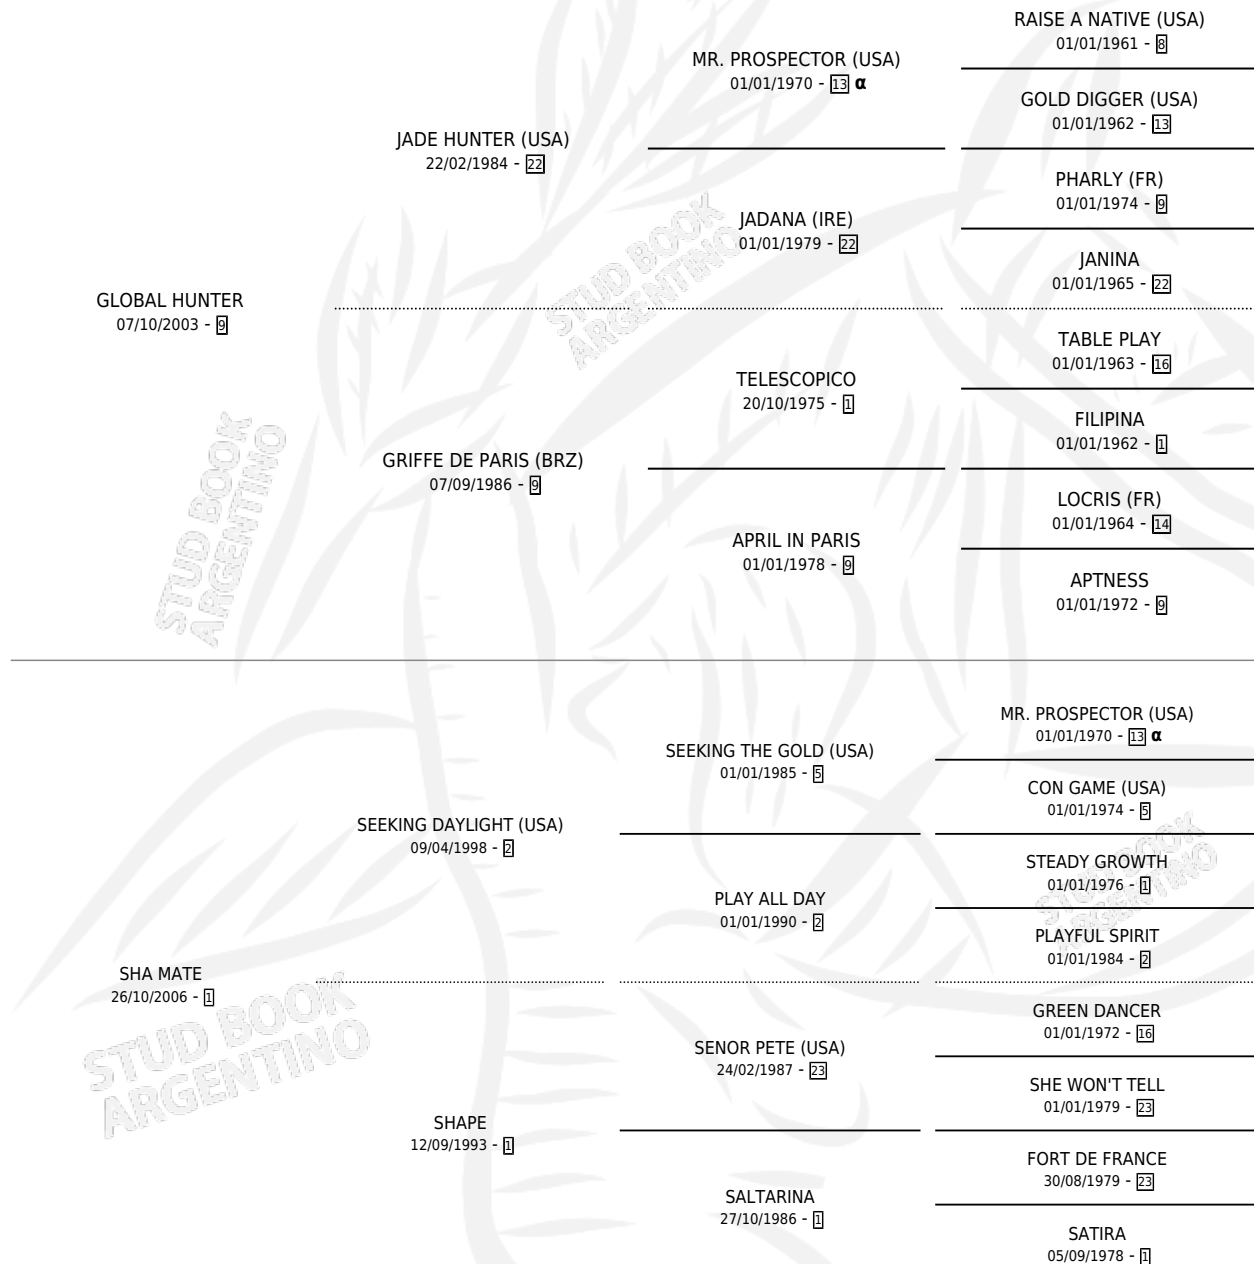 RAISE A NATIVE (USA)
01/01/1961 - 8
MR. PROSPECTOR (USA)
01/01/1970 - 13 α
GOLD DIGGER (USA)
01/01/1962 - 13
JADE HUNTER (USA)
22/02/1984 - 22
PHARLY (FR)
01/01/1974 - 9
JADANA (IRE)
01/01/1979 - 22
JANINA
01/01/1965 - 22
GLOBAL HUNTER
07/10/2003 - 9
TABLE PLAY
01/01/1963 - 16
TELESCOPICO
20/10/1975 - 1
FILIPINA
01/01/1962 - 1
GRIFFE DE PARIS (BRZ)
07/09/1986 - 9
LOCRIS (FR)
01/01/1964 - 14
APRIL IN PARIS
01/01/1978 - 9
APTNESS
01/01/1972 - 9
MR. PROSPECTOR (USA)
01/01/1970 - 13 α
SEEKING THE GOLD (USA)
01/01/1985 - 5
CON GAME (USA)
01/01/1974 - 5
SEEKING DAYLIGHT (USA)
09/04/1998 - 2
STEADY GROWTH
01/01/1976 - 1
PLAY ALL DAY
01/01/1990 - 2
PLAYFUL SPIRIT
01/01/1984 - 2
SHA MATE
26/10/2006 - 1
GREEN DANCER
01/01/1972 - 16
SENOR PETE (USA)
24/02/1987 - 23
SHE WON'T TELL
01/01/1979 - 23
SHAPE
12/09/1993 - 1
FORT DE FRANCE
30/08/1979 - 23
SALTARINA
27/10/1986 - 1
SATIRA
05/09/1978 - 1
STUD BOOK
ARGENTINO
STUD BOOK
ARGENTINO
STUD BOOK
ARGENTINO
STUD BOOK
ARGENTINO